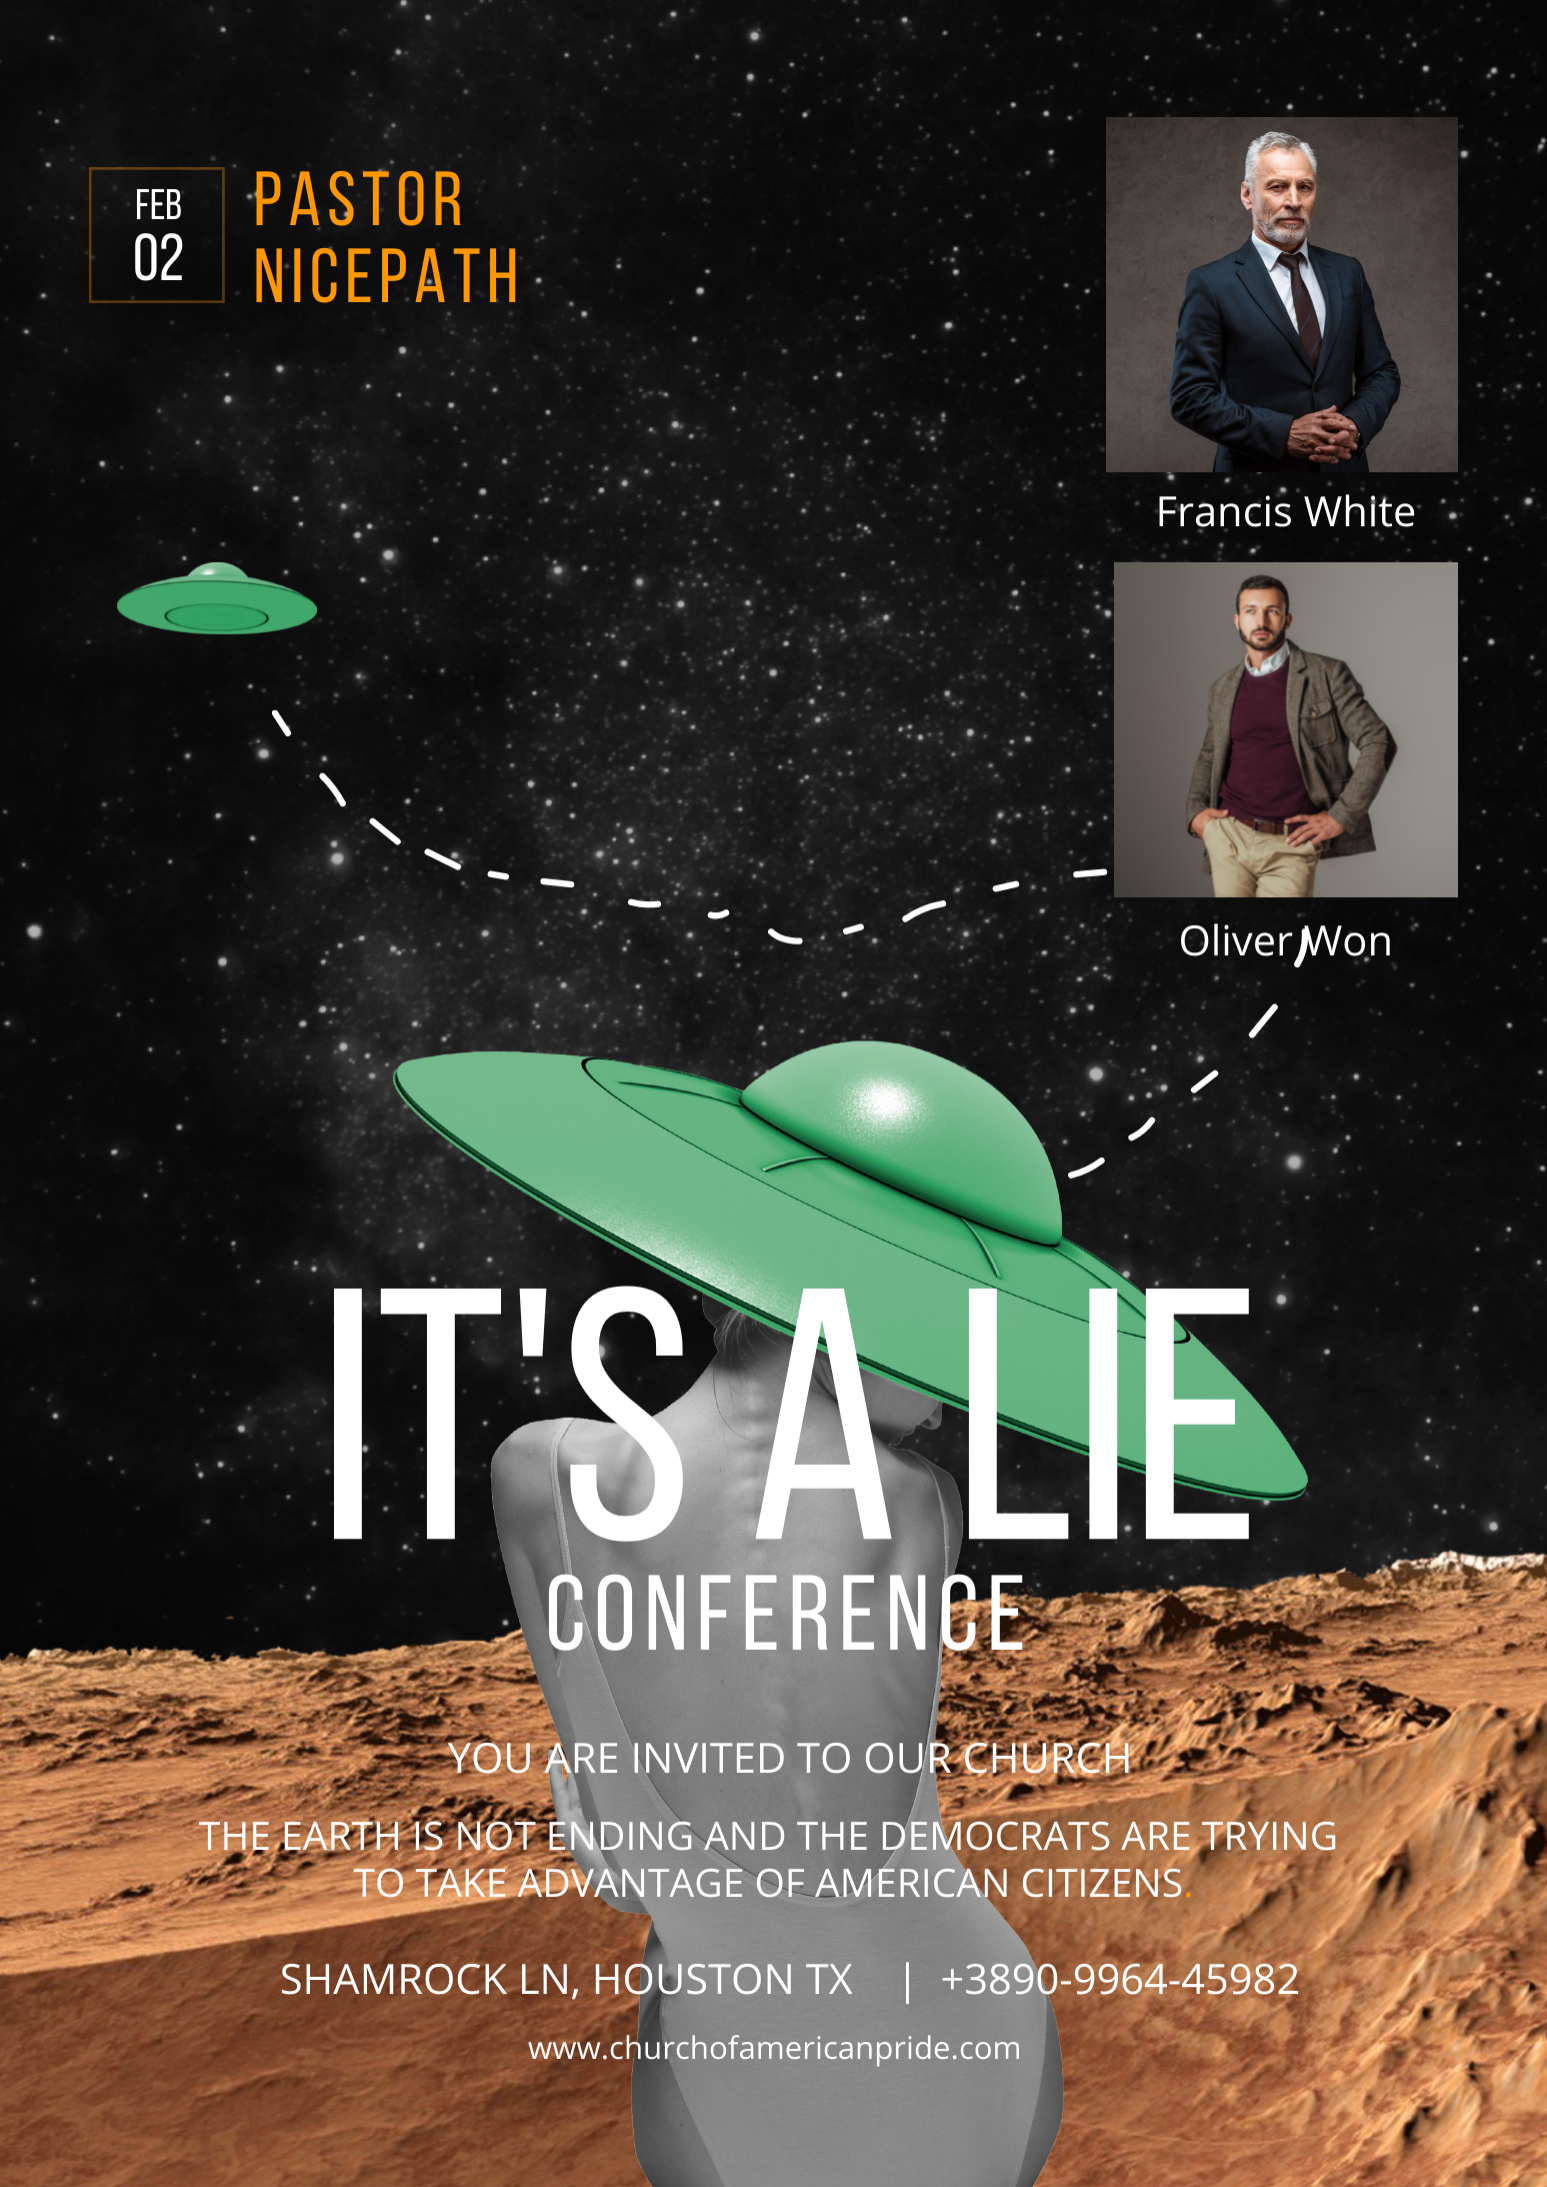 FEB
02
PASTOR
NICEPATH
Francis White
Oliver Won
IT'S A LIE
CONFERENCE
YOU ARE INVITED TO OUR CHURCH
THE EARTH IS NOT ENDING AND THE DEMOCRATS ARE TRYING
TO TAKE ADVANTAGE OF AMERICAN CITIZENS.
SHAMROCK LN, HOUSTON TX | +3890-9964-45982
www.churchofamericanpride.com